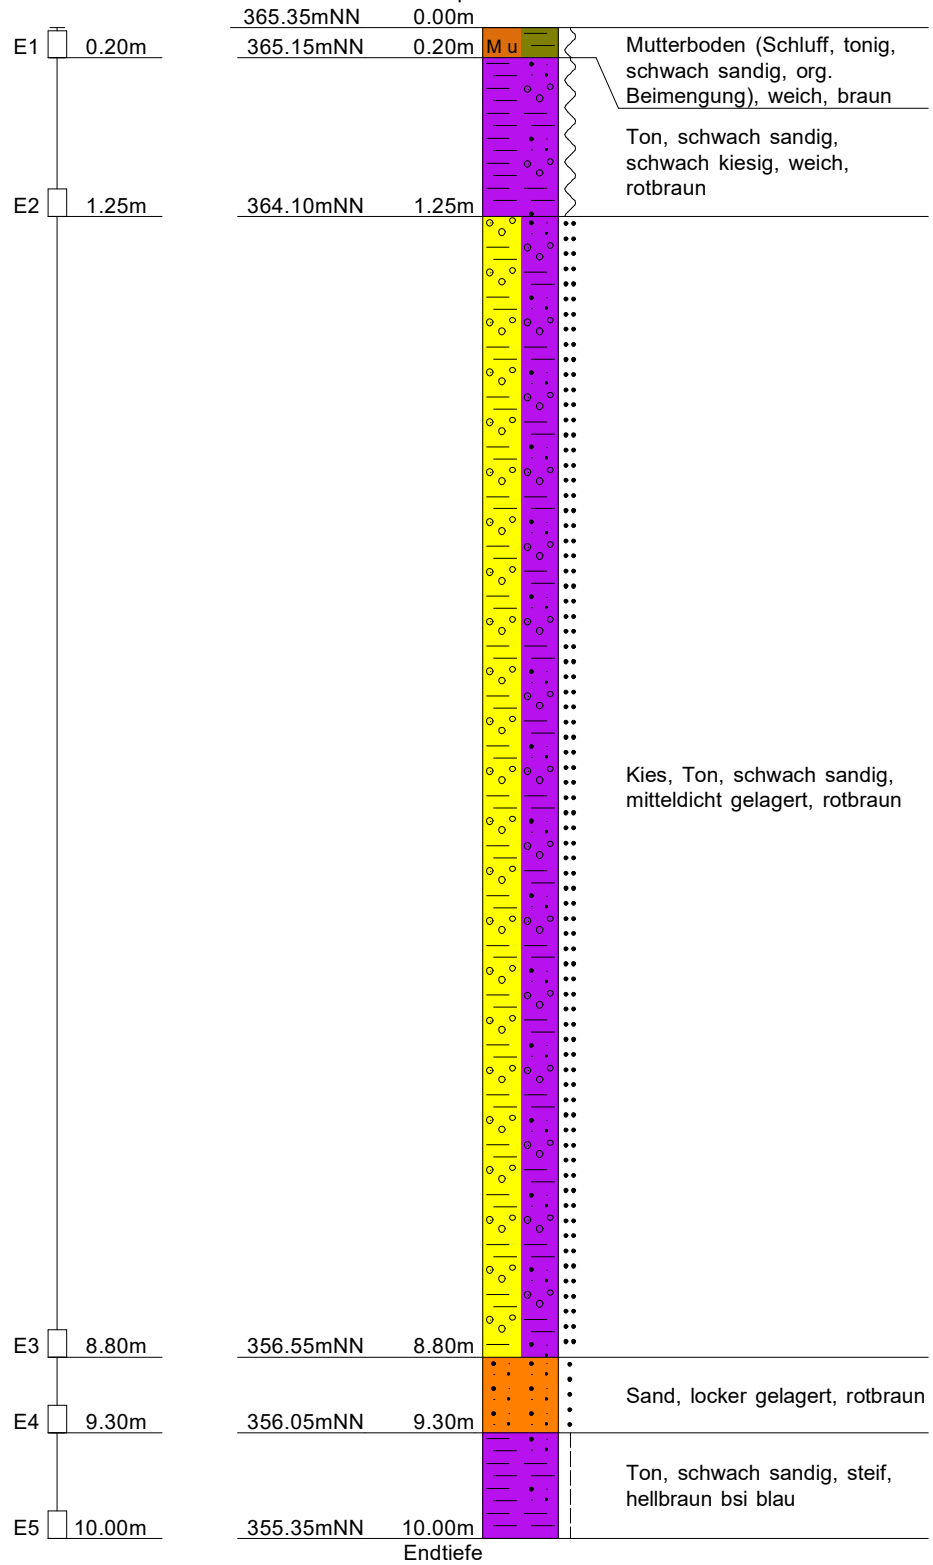 365.35mNN 0.00m
E1 0.20m 365.15mNN 0.20m M u
Mutterboden (Schluff, tonig,
schwach sandig, org.
Beimengung), weich, braun
Ton, schwach sandig,
schwach kiesig, weich,
rotbraun
E2 1.25m 364.10mNN 1.25m
Kies, Ton, schwach sandig,
mitteldicht gelagert, rotbraun
E3 8.80m 356.55mNN 8.80m
Sand, locker gelagert, rotbraun
E4 9.30m 356.05mNN 9.30m
Ton, schwach sandig, steif,
hellbraun bsi blau
E5 10.00m 355.35mNN 10.00m
Endtiefe